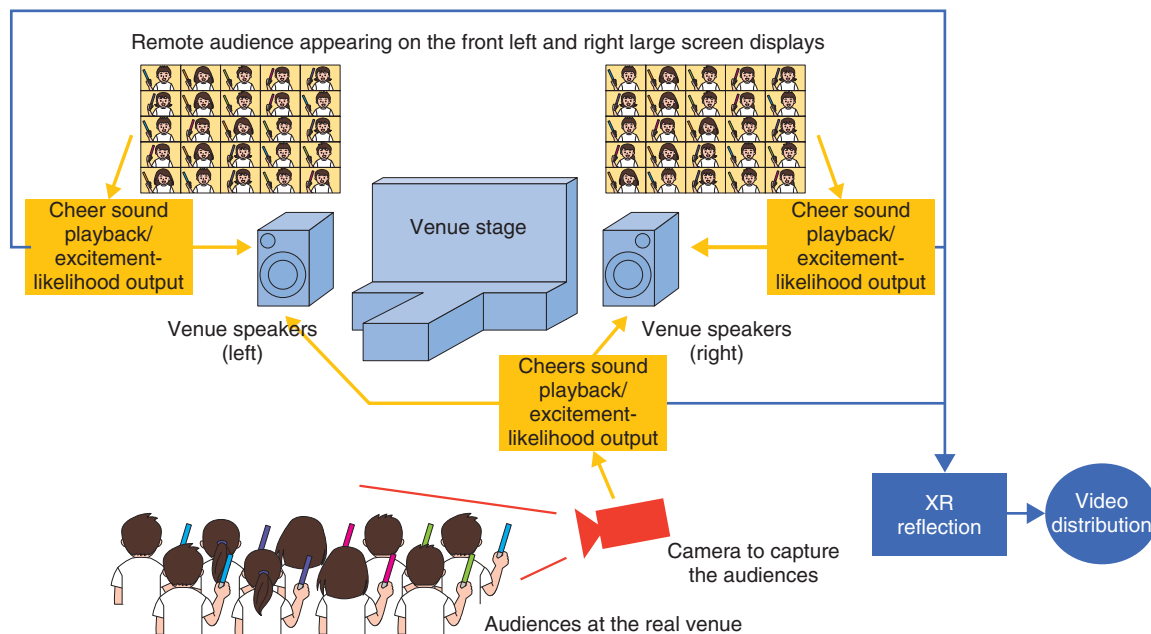 Remote audience appearing on the front left and right large screen displays
Cheer sound
playback/
excitement-
likelihood output
Venue stage
Cheer sound
playback/
excitement-
likelihood output
Venue speakers
(left)
Venue speakers
(right)
Cheers sound
playback/
excitement-
likelihood output
XR
reflection
Video
distribution
Camera to capture
the audiences
Audiences at the real venue